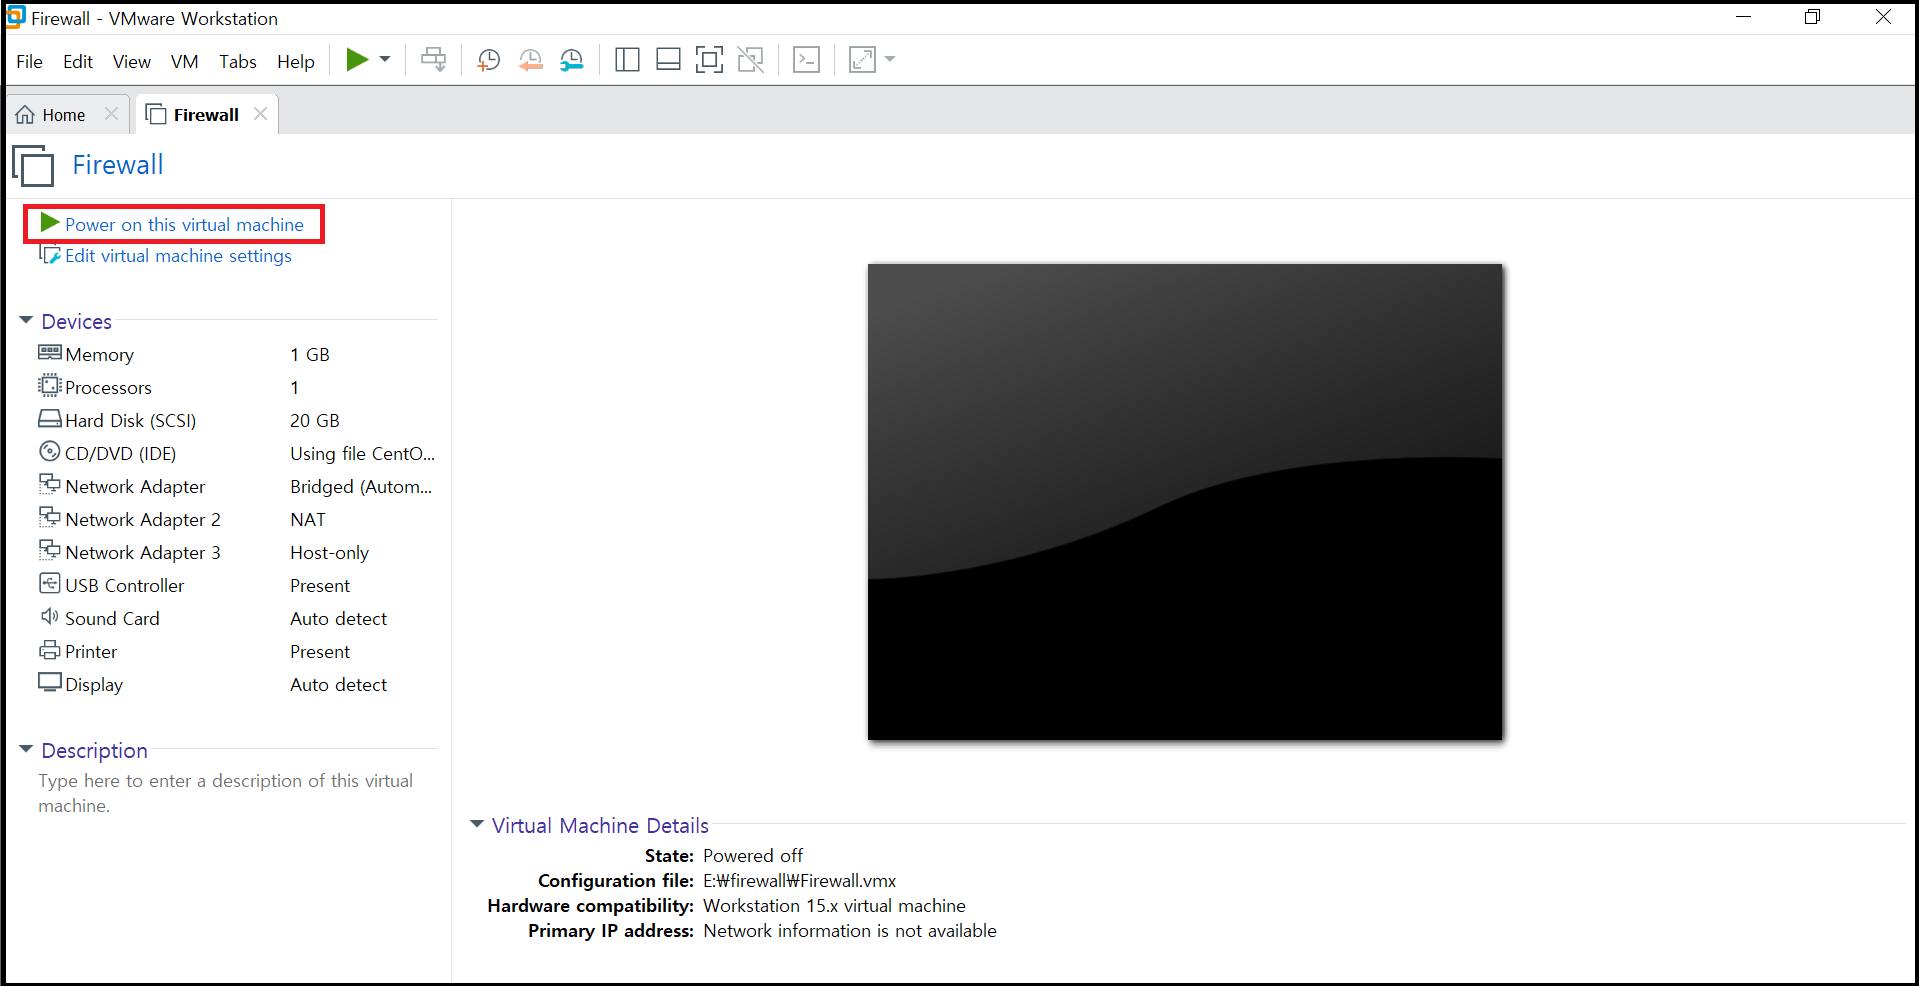 Firewall - VMware Workstation
File Edit View VM Tabs Help
Home Firewall
Firewall
Power on this virtual machine
Edit virtual machine settings
Devices
Memory 1 GB
Processors 1
Hard Disk (SCSI) 20 GB
CD/DVD (IDE) Using file CentO...
Network Adapter Bridged (Autom...
Network Adapter 2 NAT
Network Adapter 3 Host-only
USB Controller Present
Sound Card Auto detect
Printer Present
Display Auto detect
Description
Type here to enter a description of this virtual
machine.
Virtual Machine Details
State: Powered off
Configuration file: E:₩firewall₩Firewall.vmx
Hardware compatibility: Workstation 15.x virtual machine
Primary IP address: Network information is not available